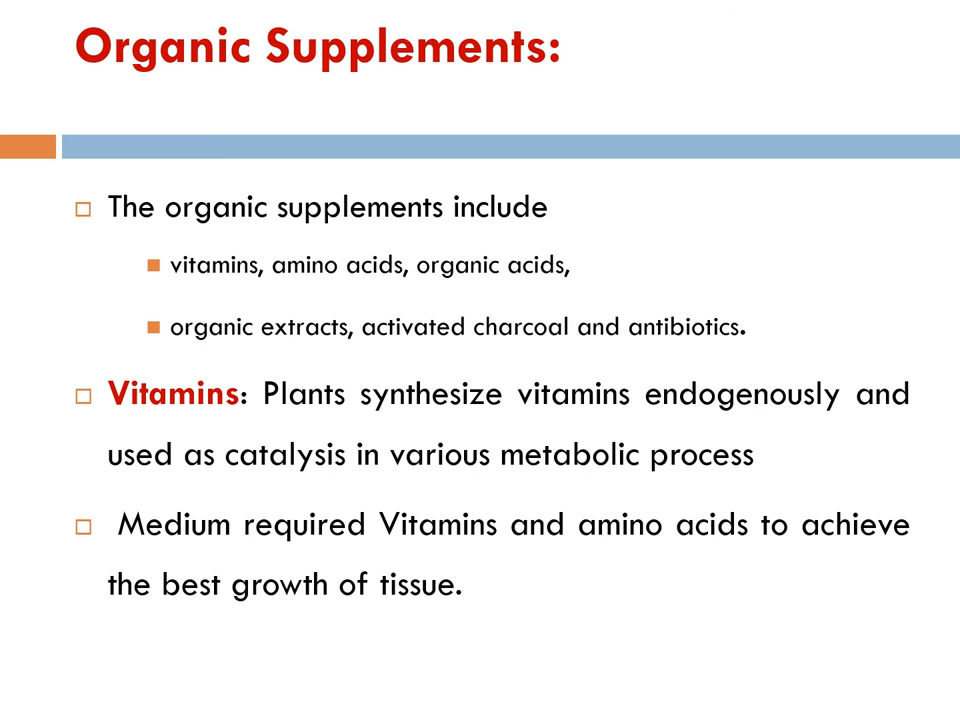 Organic Supplements:
The organic supplements include
vitamins, amino acids, organic acids,
organic extracts, activated charcoal and antibiotics.
Vitamins: Plants synthesize vitamins endogenously and
used as catalysis in various metabolic process
Medium required Vitamins and amino acids to achieve
the best growth of tissue.